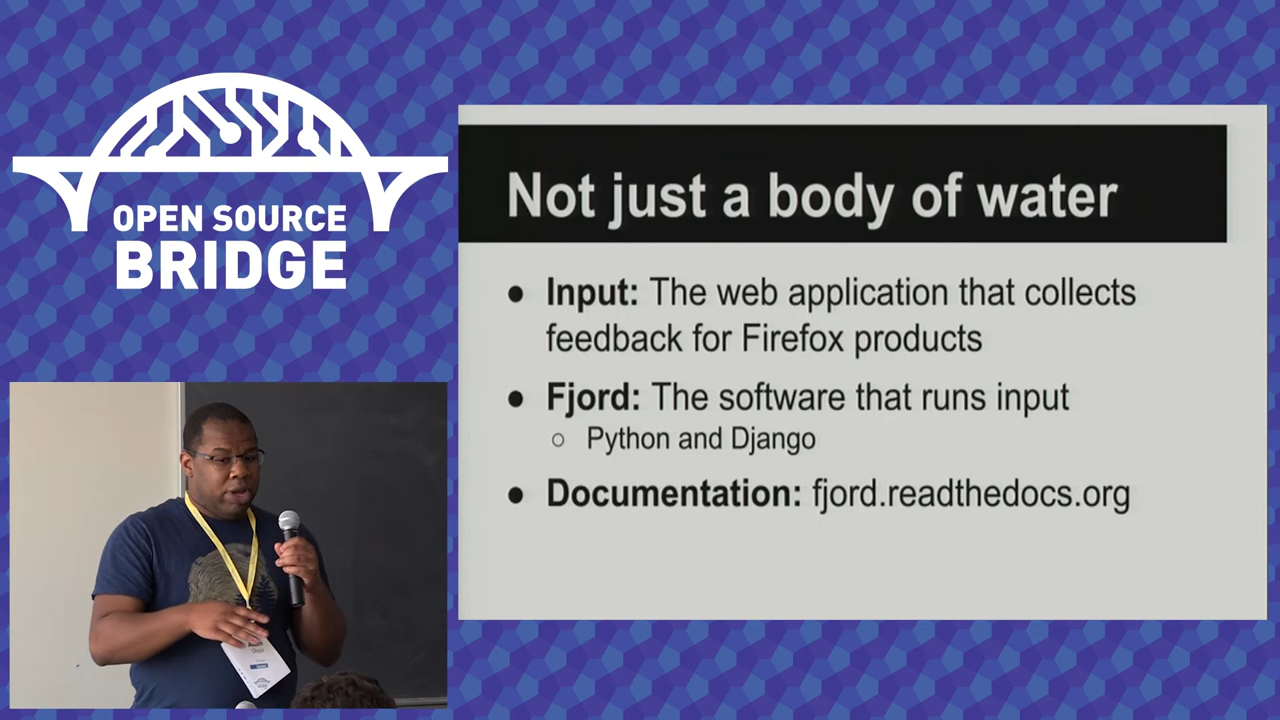 OPEN SOURCE
BRIDGE
Not just a body of water
● Input: The web application that collects
feedback for Firefox products
● Fjord: The software that runs input
○ Python and Django
● Documentation: fjord.readthedocs.org